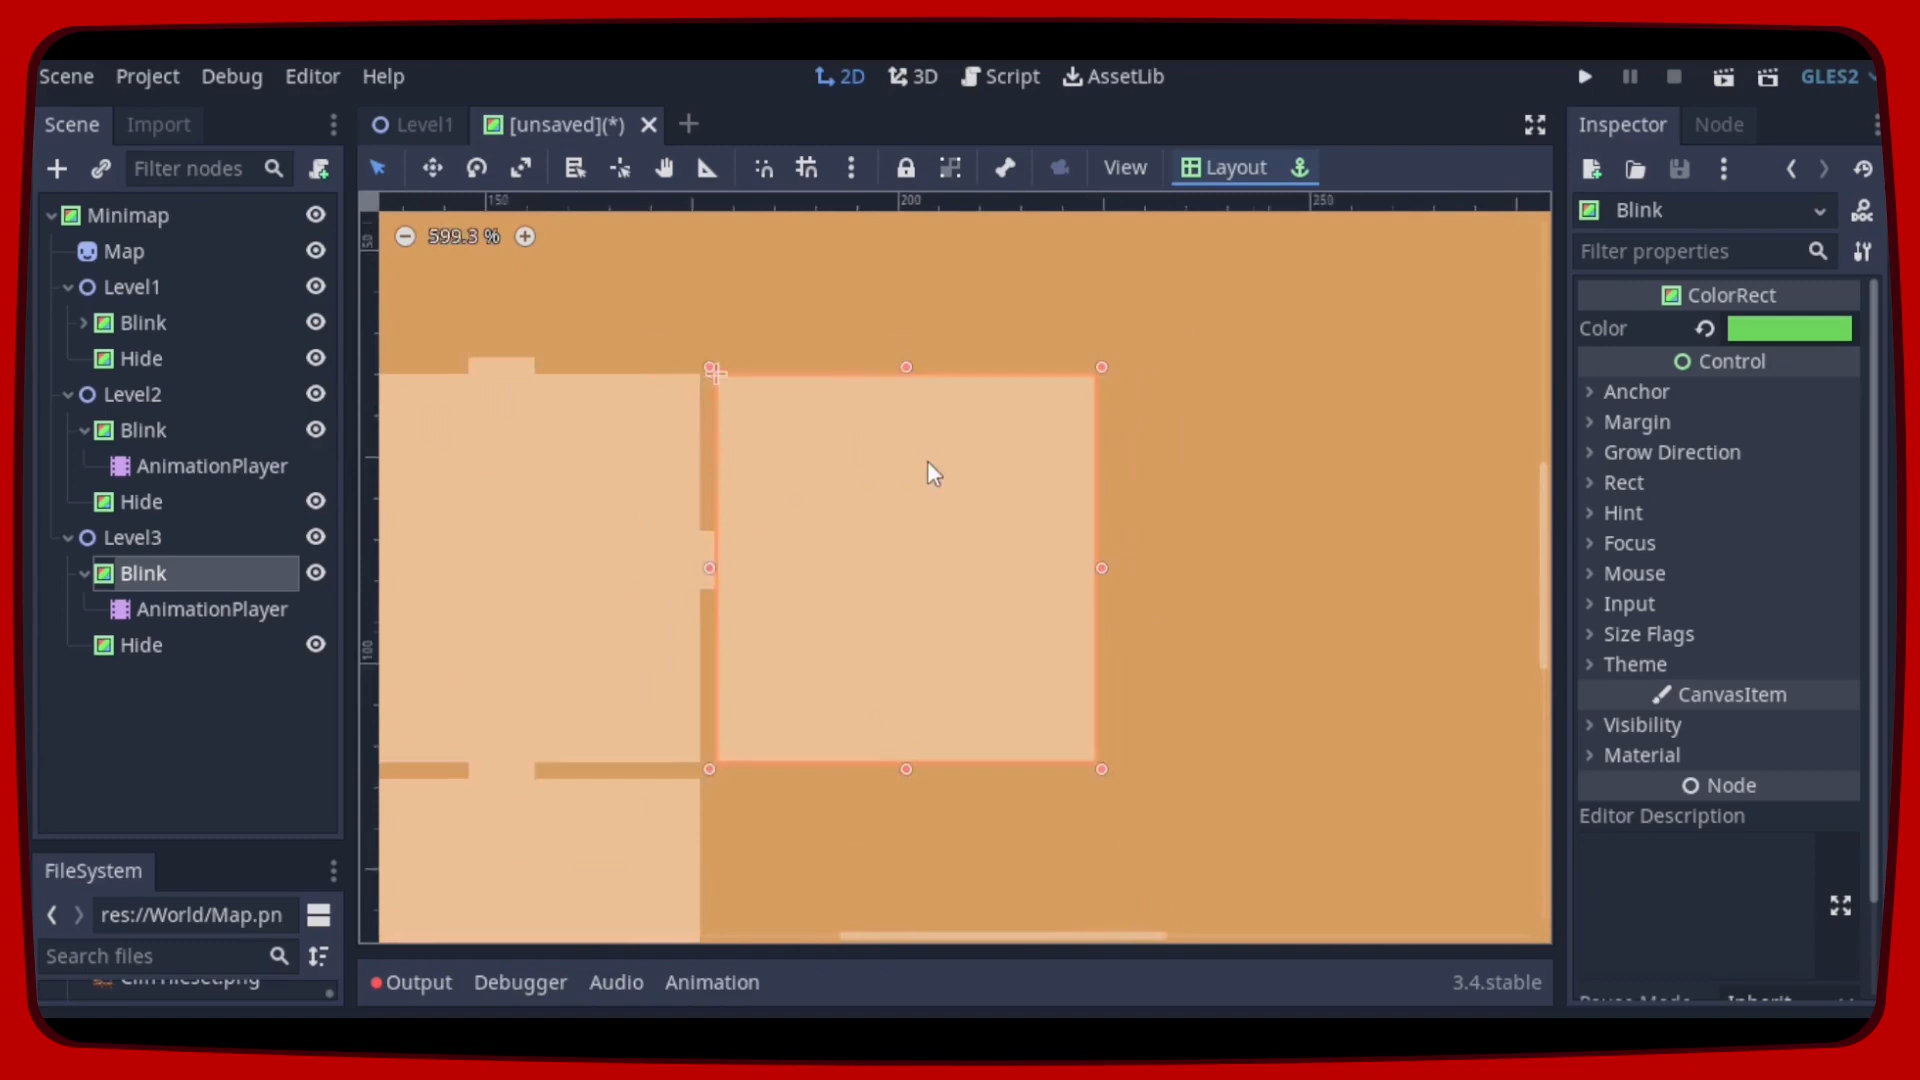 Scene Project Debug Editor Help 2D 3D Script AssetLib GLES2
Scene Import Level1 [unsaved](*) Inspector Node
Filter nodes View Layout
150 200 250
Minimap Blink
50 599.3 %
Map Filter properties
Level1 ColorRect
Blink Color
Hide Control
Level2 Anchor
Blink Margin
AnimationPlayer Grow Direction
Hide Rect
Level3 Hint
Blink Focus
AnimationPlayer Mouse
Hide Input
100 Size Flags
Theme
CanvasItem
Visibility
Material
Node
Editor Description
FileSystem
res://World/Map.pn
Search files
Output Debugger Audio Animation 3.4.stable